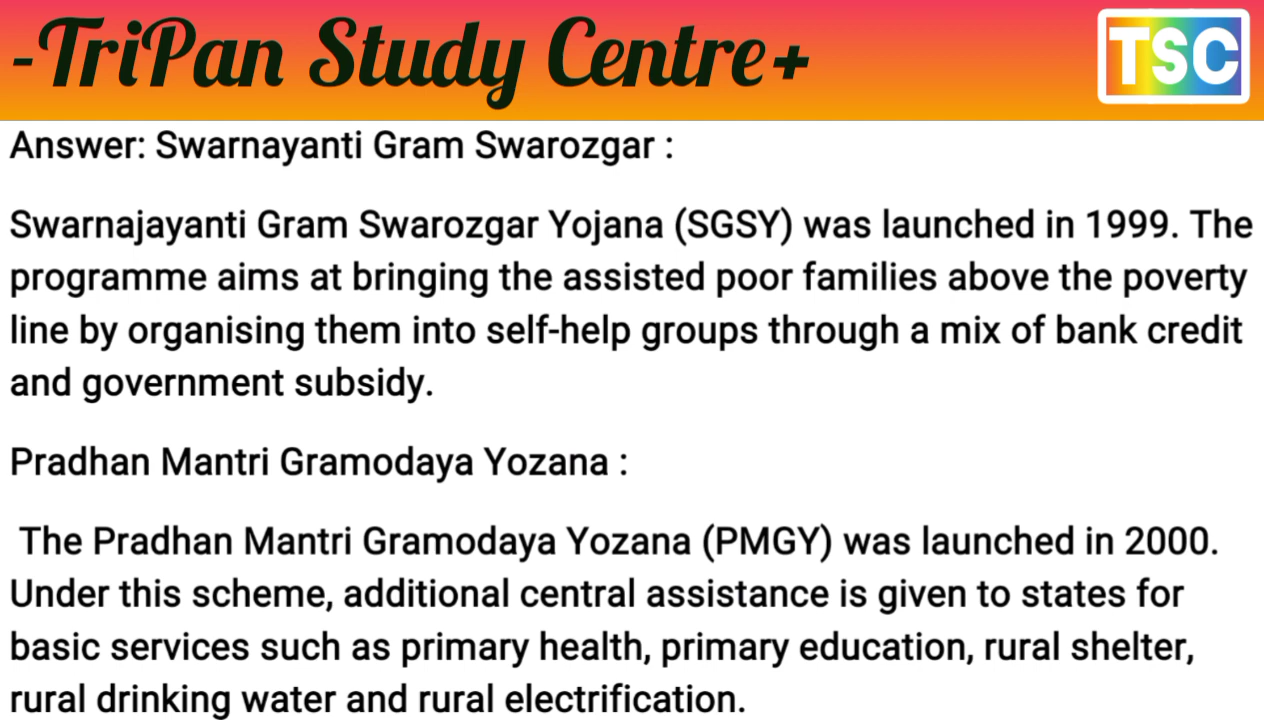 -TriPan Study Centre+
TSC
Answer: Swarnayanti Gram Swarozgar :
Swarnajayanti Gram Swarozgar Yojana (SGSY) was launched in 1999. The
programme aims at bringing the assisted poor families above the poverty
line by organising them into self-help groups through a mix of bank credit
and government subsidy.
Pradhan Mantri Gramodaya Yozana :
The Pradhan Mantri Gramodaya Yozana (PMGY) was launched in 2000.
Under this scheme, additional central assistance is given to states for
basic services such as primary health, primary education, rural shelter,
rural drinking water and rural electrification.